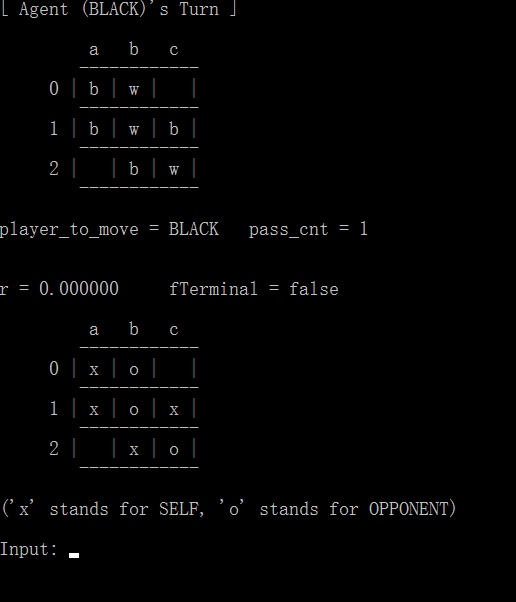 [ Agent (BLACK)'s Turn ]
a b c
0 | b | w |   |
1 | b | w | b |
2 |   | b | w |
player_to_move = BLACK   pass_cnt = 1
r = 0.000000     fTerminal = false
a b c
0 | x | o |   |
1 | x | o | x |
2 |   | x | o |
('x' stands for SELF, 'o' stands for OPPONENT)
Input: